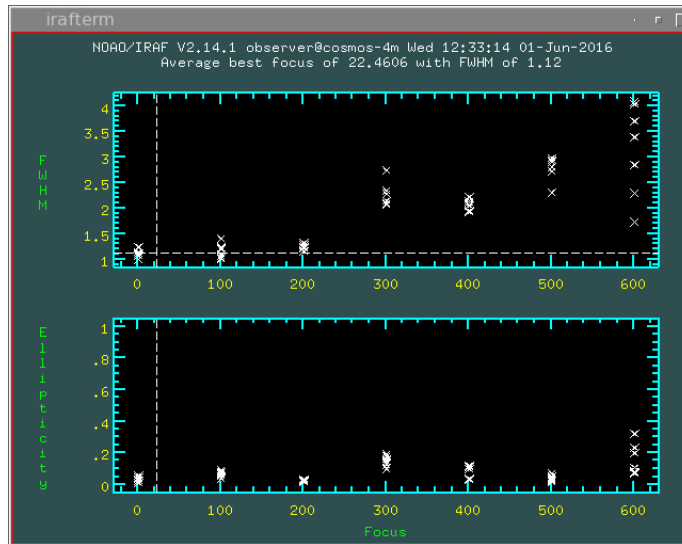 irafterm
NOAO/IRAF V2.14.1 observer@cosmos-4m Wed 12:33:14 01-Jun-2016
Average best focus of 22.4606 with FWHM of 1.12
FWHM
4
3.5
3
2.5
2
1.5
1
0 100 200 300 400 500 600
Ellipticity
1
.8
.6
.4
.2
0
0 100 200 300 400 500 600
Focus